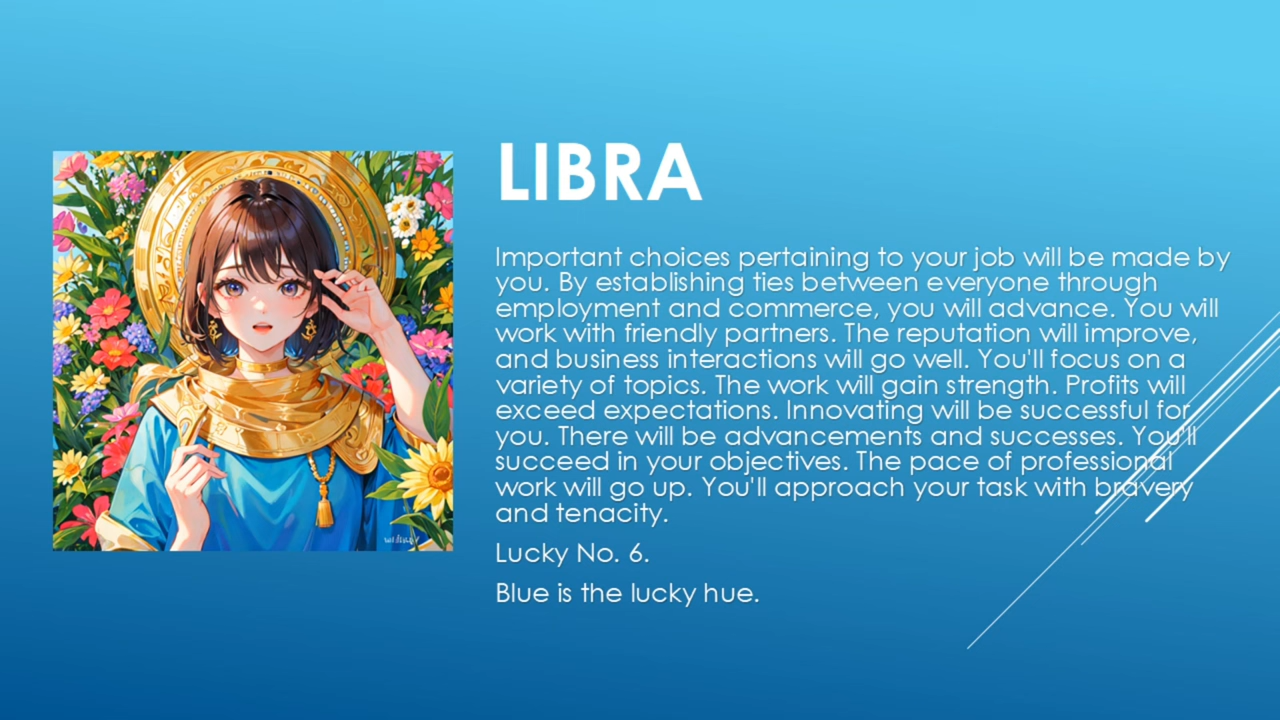 LIBRA
Important choices pertaining to your job will be made by
you. By establishing ties between everyone through
employment and commerce, you will advance. You will
work with friendly partners. The reputation will improve,
and business interactions will go well. You'll focus on a
variety of topics. The work will gain strength. Profits will
exceed expectations. Innovating will be successful for
you. There will be advancements and successes. You'll
succeed in your objectives. The pace of professional
work will go up. You'll approach your task with bravery
and tenacity.
Lucky No. 6.
Blue is the lucky hue.